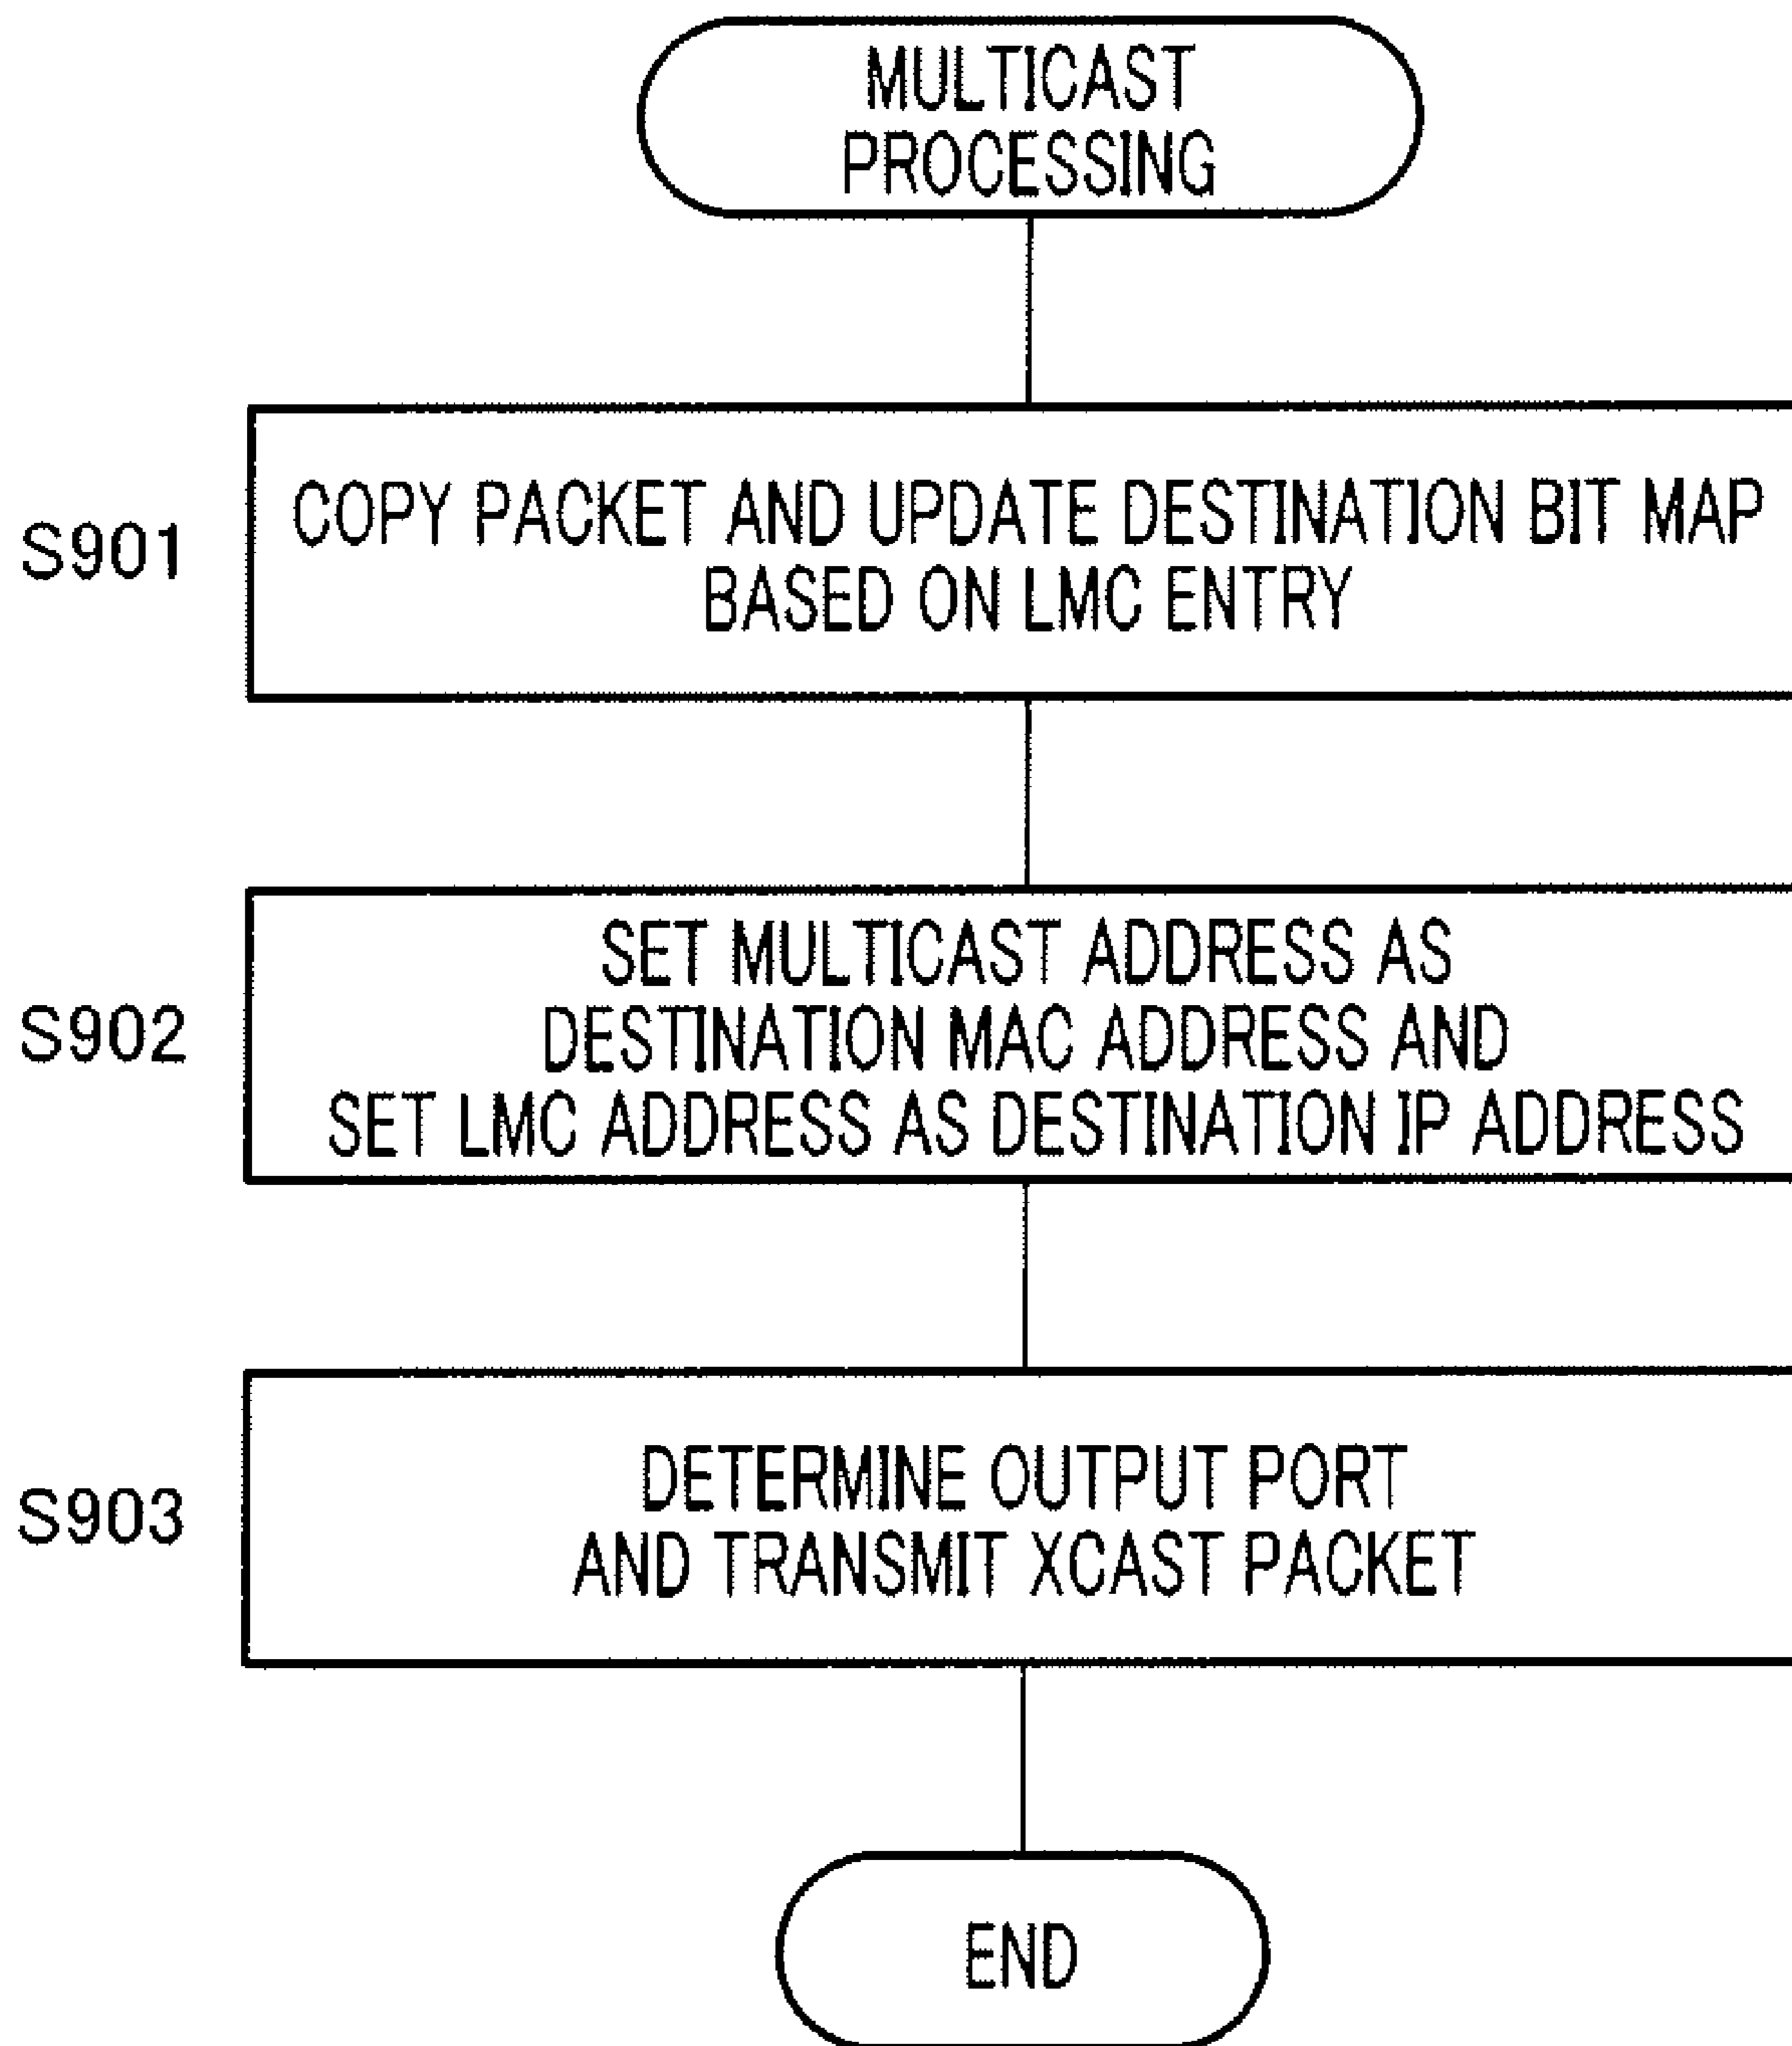 MULTICAST
PROCESSING
S901
COPY PACKET AND UPDATE DESTINATION BIT MAP
BASED ON LMC ENTRY
S902
SET MULTICAST ADDRESS AS
DESTINATION MAC ADDRESS AND
SET LMC ADDRESS AS DESTINATION IP ADDRESS
S903
DETERMINE OUTPUT PORT
AND TRANSMIT XCAST PACKET
END